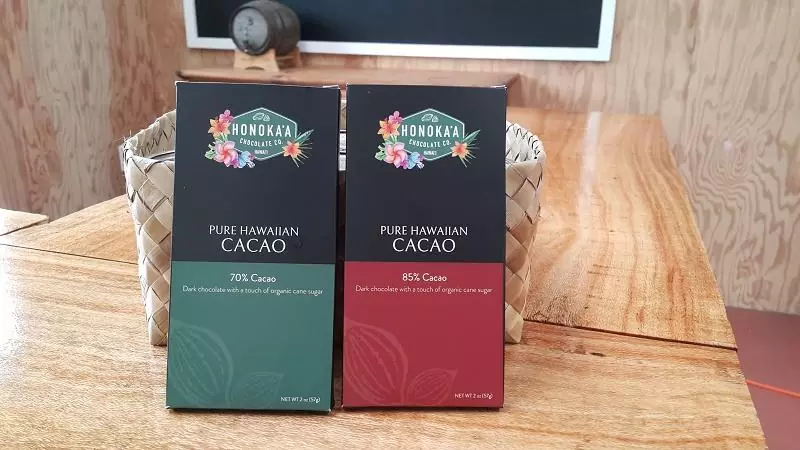 HONOKA'A
CHOCOLATE CO.
HAWAI'I
PURE HAWAIIAN
CACAO
70% Cacao
Dark chocolate with a touch of organic cane sugar
NET WT 2 oz (57g)
HONOKA'A
CHOCOLATE CO.
HAWAI'I
PURE HAWAIIAN
CACAO
85% Cacao
Dark chocolate with a touch of organic cane sugar
NET WT 2 oz (57g)